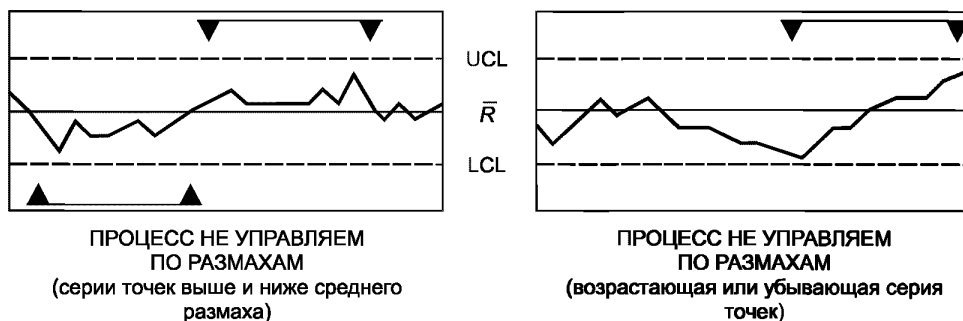 UCL
R̄
LCL
ПРОЦЕСС НЕ УПРАВЛЯЕМ
ПО РАЗМАХАМ
(серии точек выше и ниже среднего
размаха)
ПРОЦЕСС НЕ УПРАВЛЯЕМ
ПО РАЗМАХАМ
(возрастающая или убывающая серия
точек)